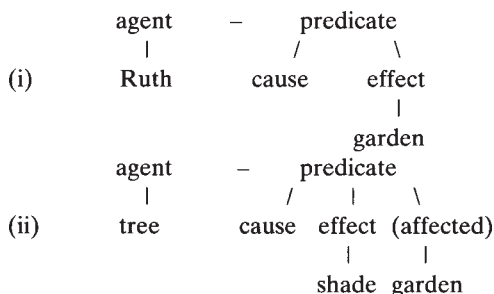 agent – predicate
(i) Ruth cause effect
garden
agent – predicate
(ii) tree cause effect (affected)
shade garden